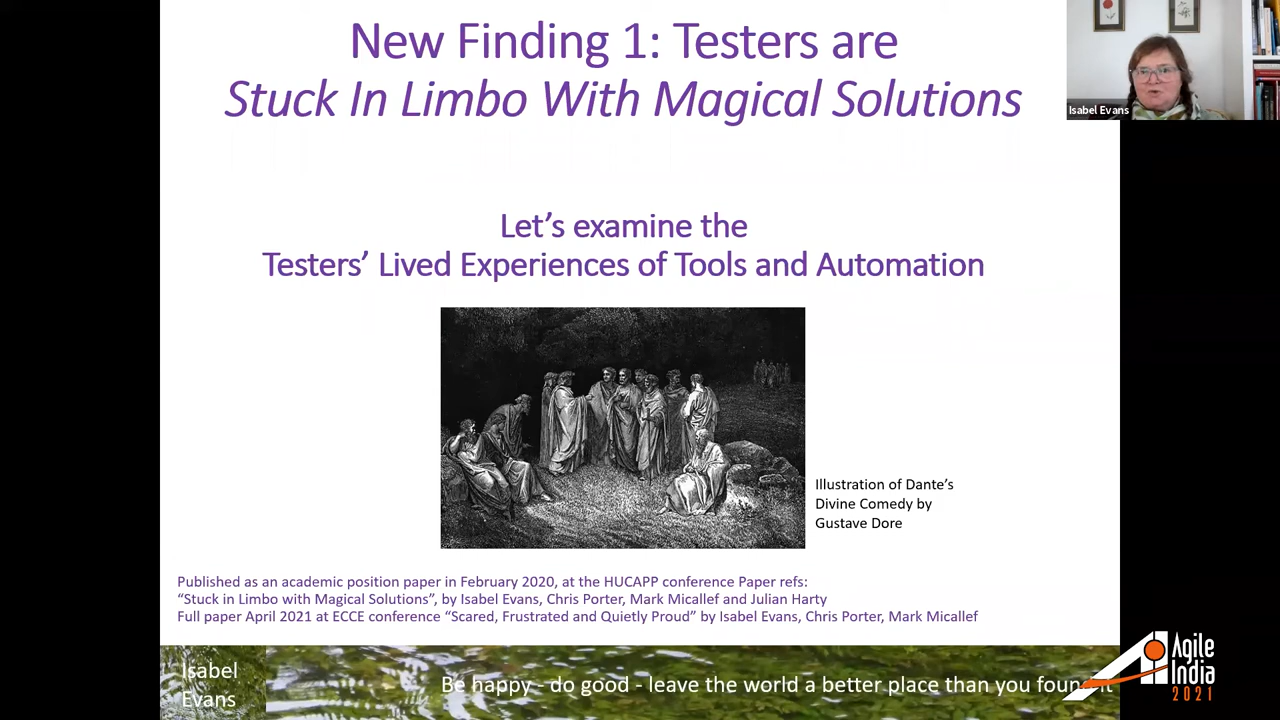 New Finding 1: Testers are
Stuck In Limbo With Magical Solutions
Isabel Evans
Let's examine the
Testers' Lived Experiences of Tools and Automation
Illustration of Dante's
Divine Comedy by
Gustave Dore
Published as an academic position paper in February 2020, at the HUCAPP conference Paper refs:
“Stuck in Limbo with Magical Solutions”, by Isabel Evans, Chris Porter, Mark Micallef and Julian Harty
Full paper April 2021 at ECCE conference “Scared, Frustrated and Quietly Proud” by Isabel Evans, Chris Porter, Mark Micallef
Isabel
Evans
Be happy - do good - leave the world a better place than you found it
Agile
India
2021